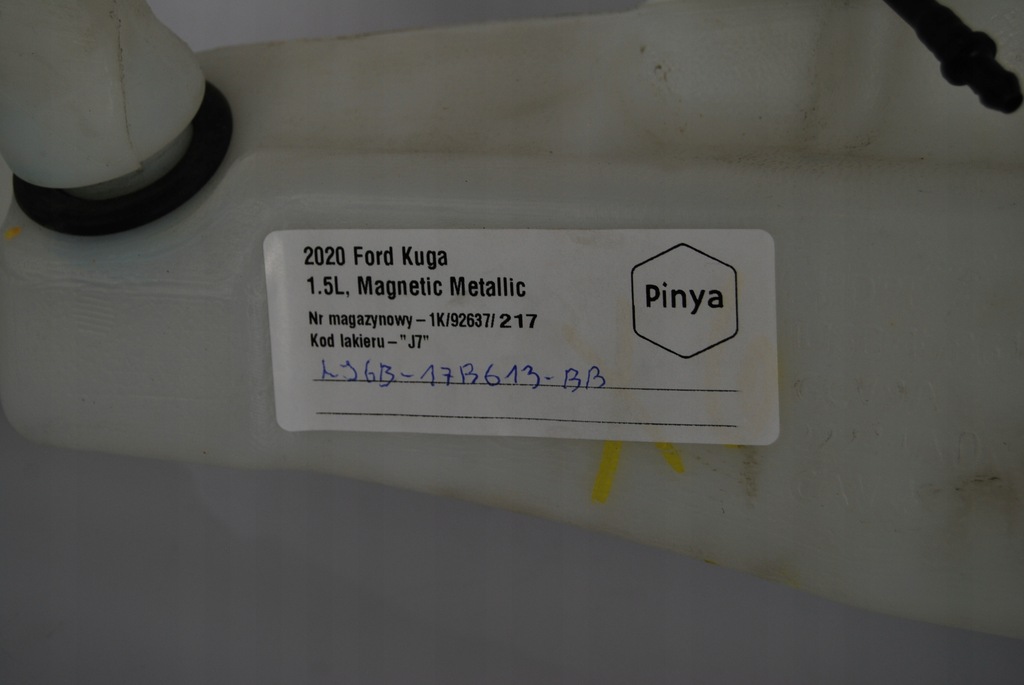 2020 Ford Kuga
1.5L, Magnetic Metallic
Nr magazynowy – 1K/92637/ 217
Kod lakieru – "J7"
LJ6B-17B613-BB
Pinya